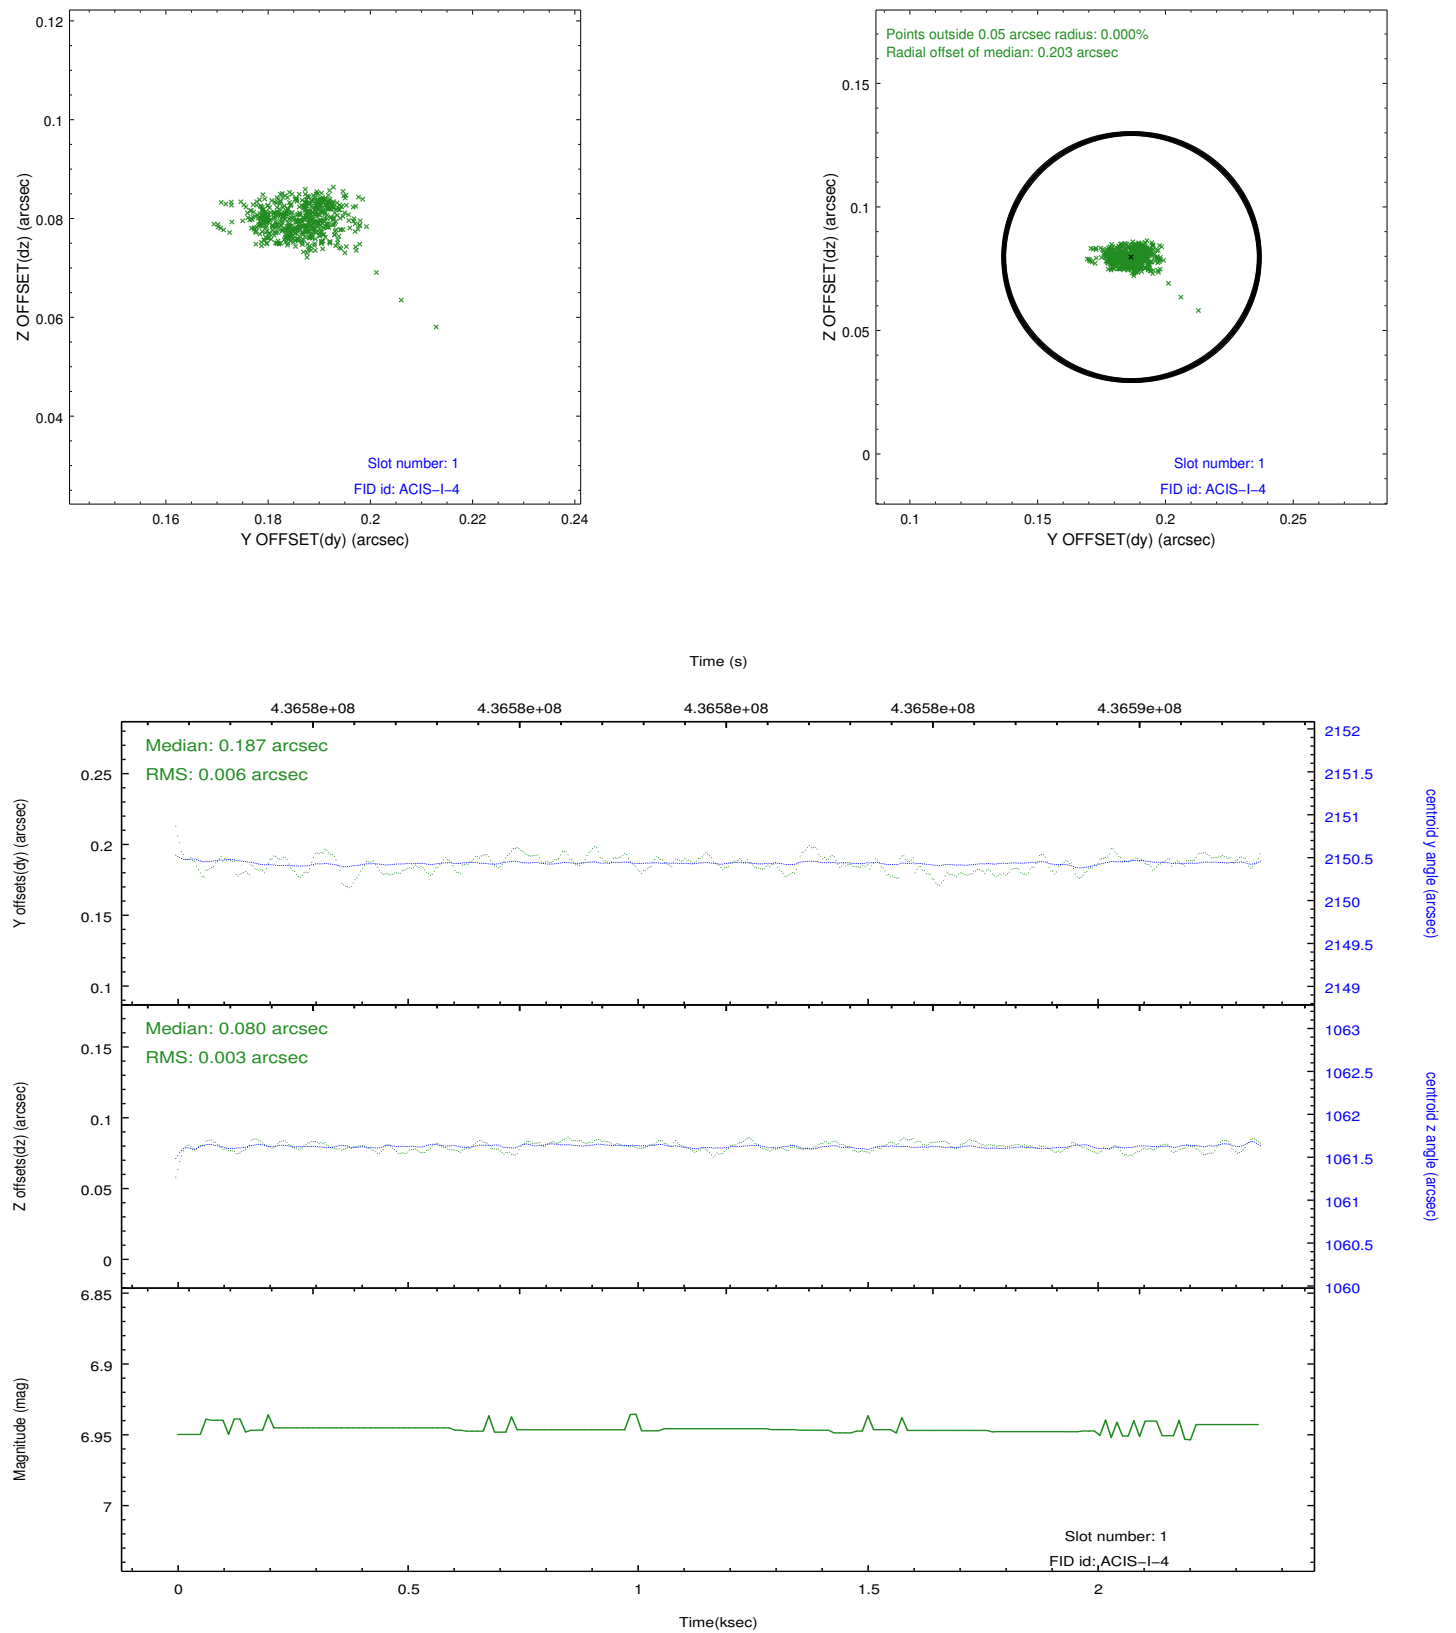 0.12
0.1
0.08
0.06
0.04
Z OFFSET(dz) (arcsec)
Slot number: 1
FID id: ACIS−I−4
0.16
0.18
0.2
0.22
0.24
Y OFFSET(dy) (arcsec)
Points outside 0.05 arcsec radius: 0.000%
Radial offset of median: 0.203 arcsec
0.15
0.1
0.05
0
Z OFFSET(dz) (arcsec)
Slot number: 1
FID id: ACIS−I−4
0.1
0.15
0.2
0.25
Y OFFSET(dy) (arcsec)
Time (s)
4.3658e+08
4.3658e+08
4.3658e+08
4.3658e+08
4.3659e+08
Median: 0.187 arcsec
RMS: 0.006 arcsec
0.25
0.2
0.15
0.1
Y offsets(dy) (arcsec)
2152
2151.5
2151
2150.5
2150
2149.5
2149
centroid y angle (arcsec)
Median: 0.080 arcsec
RMS: 0.003 arcsec
0.15
0.1
0.05
0
Z offsets(dz) (arcsec)
1063
1062.5
1062
1061.5
1061
1060.5
1060
centroid z angle (arcsec)
6.85
6.9
6.95
7
Magnitude (mag)
Slot number: 1
FID id: ACIS−I−4
0
0.5
1
1.5
2
Time(ksec)